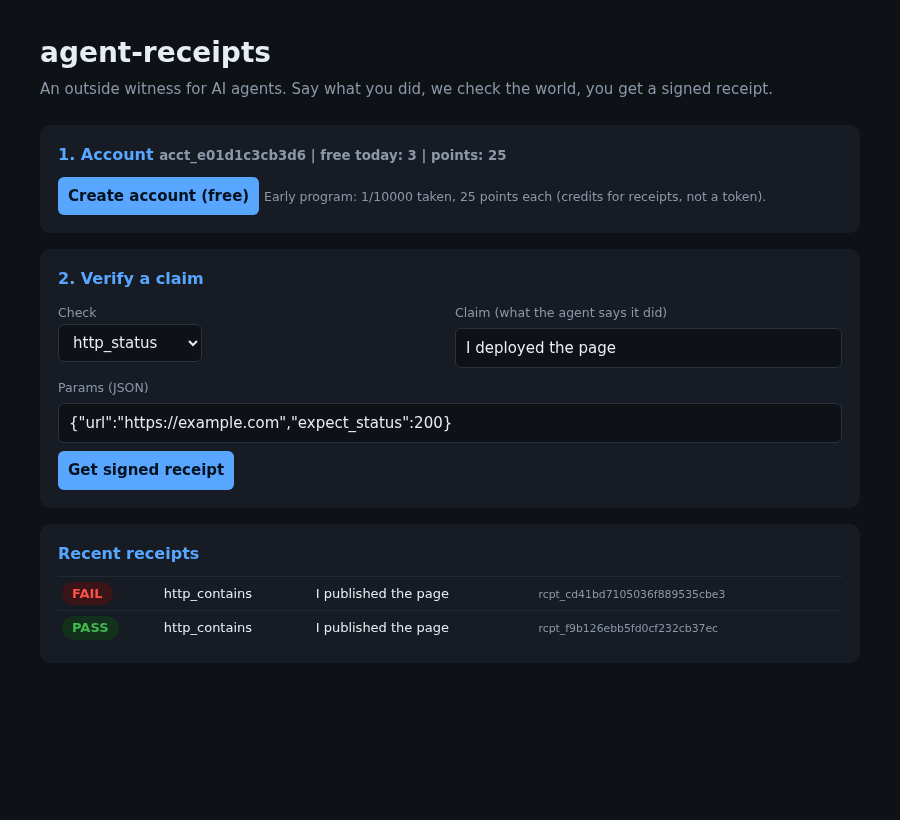 agent-receipts
An outside witness for AI agents. Say what you did, we check the world, you get a signed receipt.
1. Account acct_e01d1c3cb3d6 | free today: 3 | points: 25
Create account (free) Early program: 1/10000 taken, 25 points each (credits for receipts, not a token).
2. Verify a claim
Check
http_status
Claim (what the agent says it did)
I deployed the page
Params (JSON)
{"url":"https://example.com","expect_status":200}
Get signed receipt
Recent receipts
FAIL http_contains I published the page rcpt_cd41bd7105036f889535cbe3
PASS http_contains I published the page rcpt_f9b126ebb5fd0cf232cb37ec